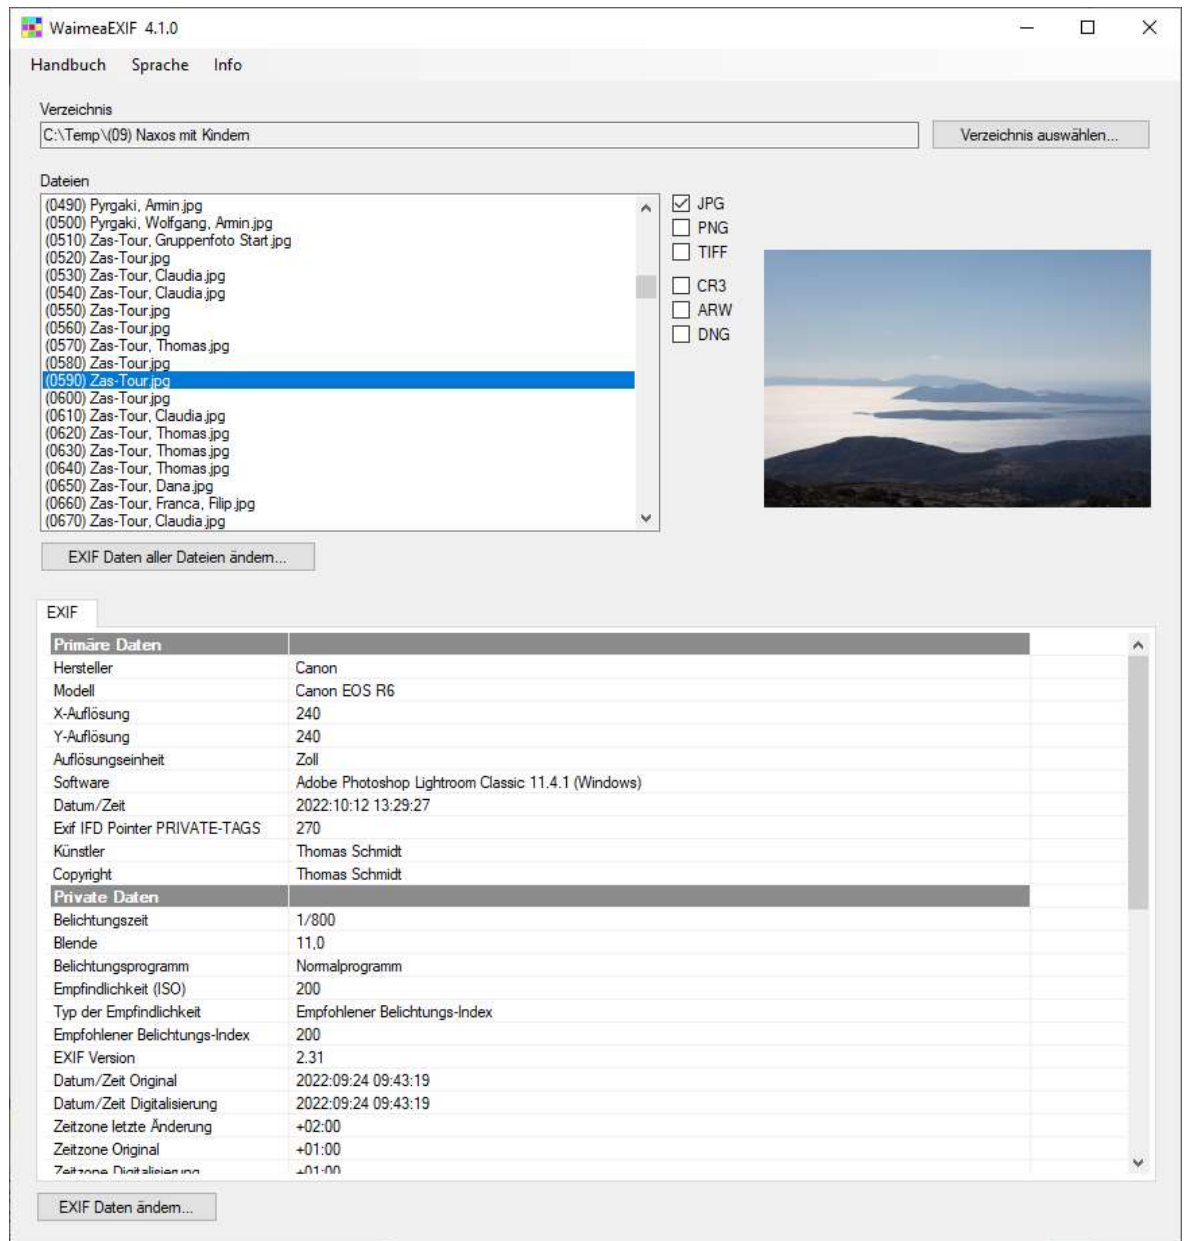 WaimeaEXIF 4.1.0
Handbuch Sprache Info
Verzeichnis
C:\Temp\(09) Naxos mit Kindern
Verzeichnis auswählen...
Dateien
(0490) Pyrgaki, Armin.jpg
(0500) Pyrgaki, Wolfgang, Armin.jpg
(0510) Zas-Tour, Gruppenfoto Start.jpg
(0520) Zas-Tour.jpg
(0530) Zas-Tour, Claudia.jpg
(0540) Zas-Tour, Claudia.jpg
(0550) Zas-Tour.jpg
(0560) Zas-Tour.jpg
(0570) Zas-Tour, Thomas.jpg
(0580) Zas-Tour.jpg
(0590) Zas-Tour.jpg
(0600) Zas-Tour.jpg
(0610) Zas-Tour, Claudia.jpg
(0620) Zas-Tour, Thomas.jpg
(0630) Zas-Tour, Thomas.jpg
(0640) Zas-Tour, Thomas.jpg
(0650) Zas-Tour, Dana.jpg
(0660) Zas-Tour, Franca, Filip.jpg
(0670) Zas-Tour, Claudia.jpg
JPG
PNG
TIFF
CR3
ARW
DNG
EXIF Daten aller Dateien ändern...
EXIF
Primäre Daten
Hersteller Canon
Modell Canon EOS R6
X-Auflösung 240
Y-Auflösung 240
Auflösungseinheit Zoll
Software Adobe Photoshop Lightroom Classic 11.4.1 (Windows)
Datum/Zeit 2022:10:12 13:29:27
Exif IFD Pointer PRIVATE-TAGS 270
Künstler Thomas Schmidt
Copyright Thomas Schmidt
Private Daten
Belichtungszeit 1/800
Blende 11,0
Belichtungsprogramm Normalprogramm
Empfindlichkeit (ISO) 200
Typ der Empfindlichkeit Empfohlener Belichtungs-Index
Empfohlener Belichtungs-Index 200
EXIF Version 2.31
Datum/Zeit Original 2022:09:24 09:43:19
Datum/Zeit Digitalisierung 2022:09:24 09:43:19
Zeitzone letzte Änderung +02:00
Zeitzone Original +01:00
Zeitzone Digitalisierung +01:00
EXIF Daten ändern...